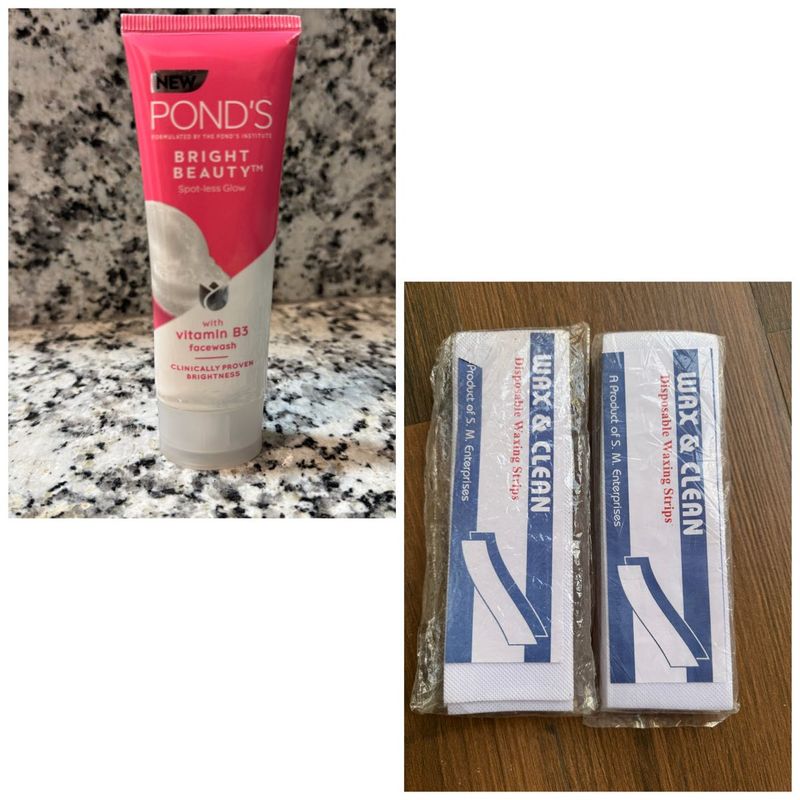 NEW
POND'S
FORMULATED BY THE POND'S INSTITUTE
BRIGHT
BEAUTY™
Spot-less Glow
with
vitamin B3
facewash
CLINICALLY PROVEN
BRIGHTNESS
WAX & CLEAN
Disposable Waxing Strips
Product of S. M. Enterprises
WAX & CLEAN
Disposable Waxing Strips
A Product of S. M. Enterprises